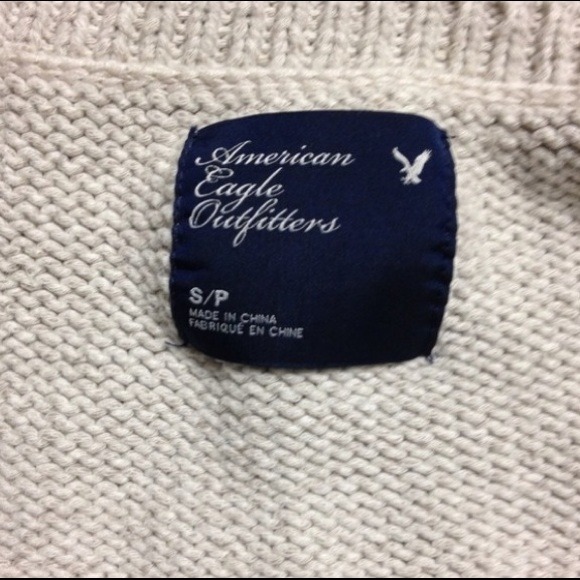 American
Eagle
Outfitters
S/P
MADE IN CHINA
FABRIQUÉ EN CHINE